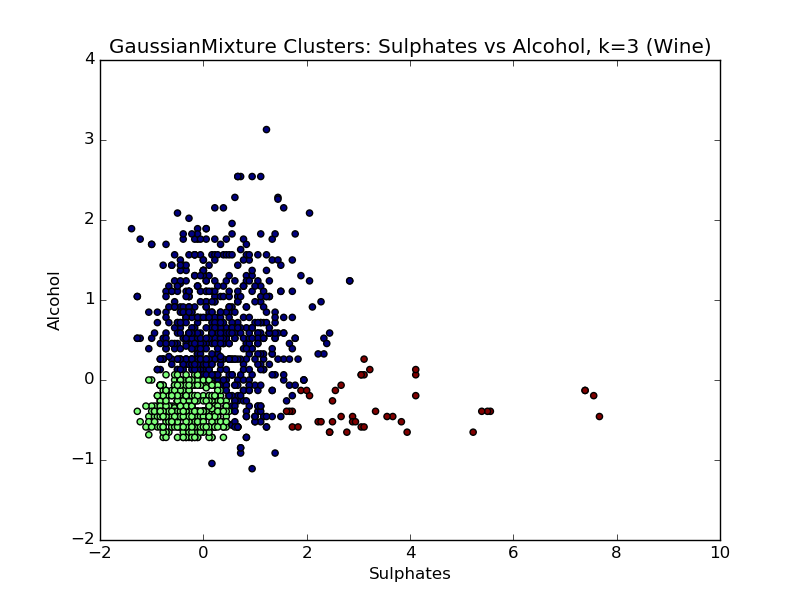 GaussianMixture Clusters: Sulphates vs Alcohol, k=3 (Wine)
4
3
2
1
0
−1
−2
Alcohol
−2 0 2 4 6 8 10
Sulphates